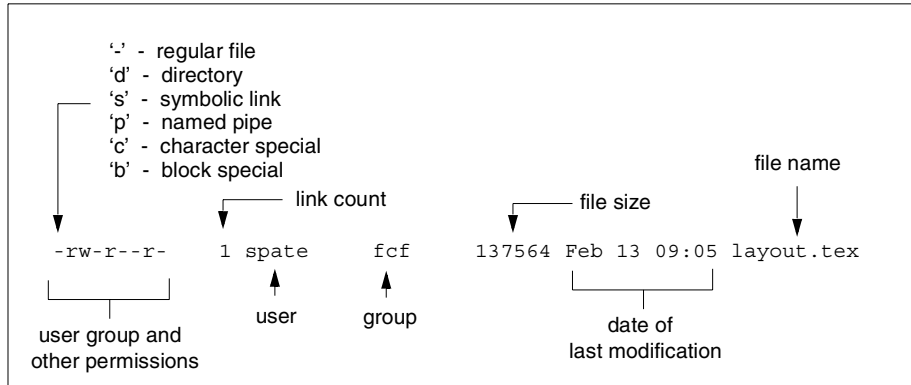 ‘-’ - regular file
‘d’ - directory
‘s’ - symbolic link
‘p’ - named pipe
‘c’ - character special
‘b’ - block special
file name
link count
file size
-rw-r--r- 1 spate fcf 137564 Feb 13 09:05 layout.tex
user
group
date of
last modification
user group and
other permissions